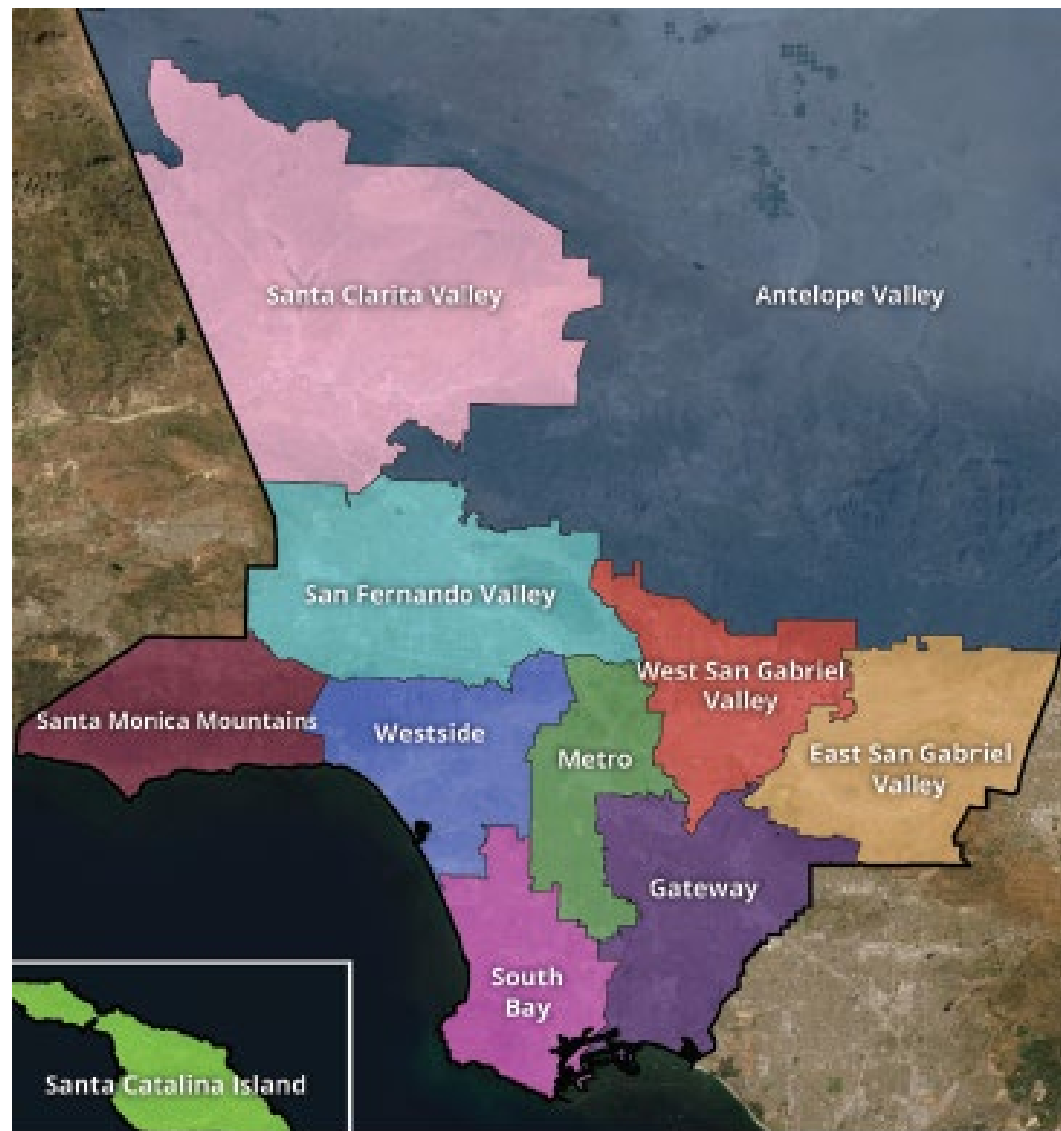 Santa Clarita Valley
Antelope Valley
San Fernando Valley
West San Gabriel
Valley
Santa Monica Mountains
Westside
Metro
East San Gabriel
Valley
Gateway
South
Bay
Santa Catalina Island